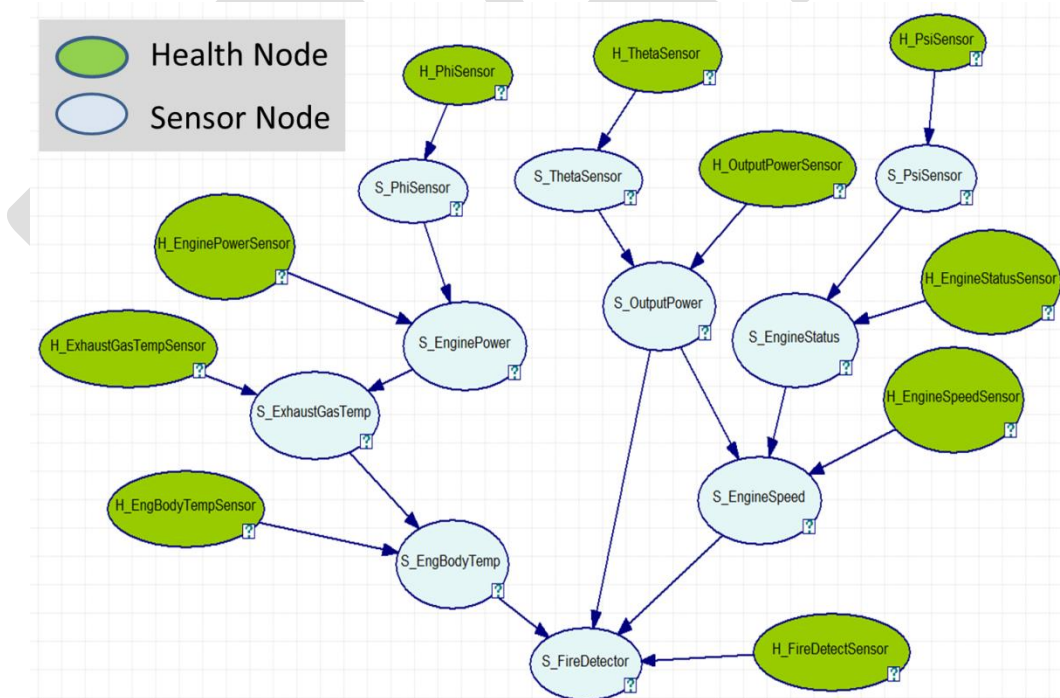 Health Node
Sensor Node
H_PhiSensor
?
H_ThetaSensor
?
H_PsiSensor
?
S_PhiSensor
?
S_ThetaSensor
?
H_OutputPowerSensor
?
S_PsiSensor
?
H_EnginePowerSensor
?
S_OutputPower
?
H_EngineStatusSensor
?
H_ExhaustGasTempSensor
?
S_EnginePower
?
S_EngineStatus
?
S_ExhaustGasTemp
?
H_EngineSpeedSensor
?
H_EngBodyTempSensor
?
S_EngineSpeed
?
S_EngBodyTemp
?
S_FireDetector
?
H_FireDetectSensor
?